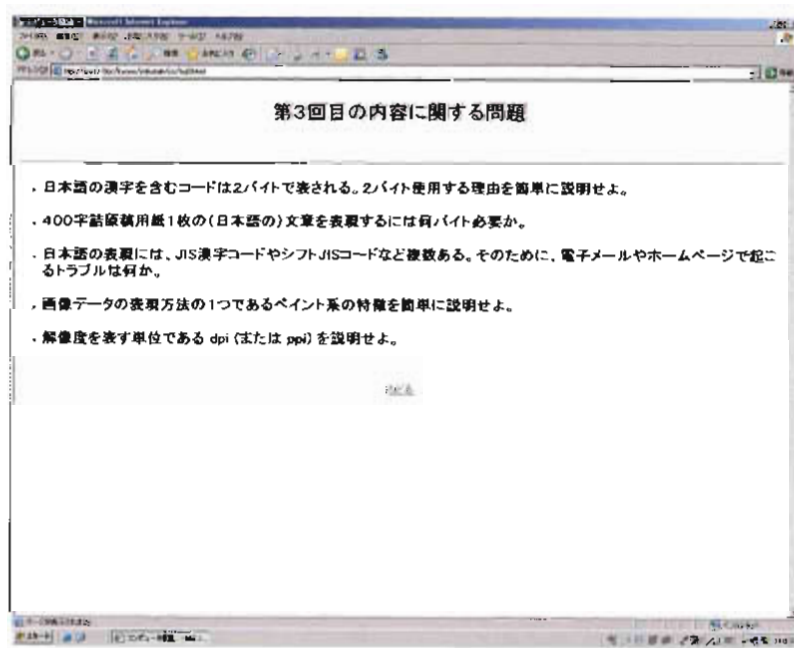 Microsoft Internet Explorer
第3回目の内容に関する問題
. 日本語の漢字を含むコードは2バイトで表される。2バイト使用する理由を簡単に説明せよ。
. 400字詰原稿用紙1枚の(日本語の)文章を表現するには何バイト必要か。
. 日本語の表現には、JIS漢字コードやシフトJISコードなど複数ある。そのために、電子メールやホームページで起こ
るトラブルは何か。
. 画像データの表現方法の1つであるペイント系の特徴を簡単に説明せよ。
. 解像度を表す単位である dpi (または ppi) を説明せよ。